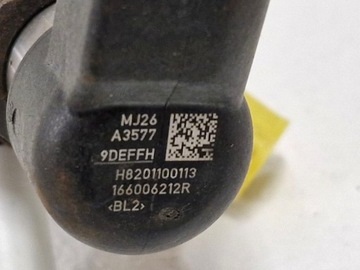 MJ26
A3577
9DEFFH
H8201100113
166006212R
<BL2>